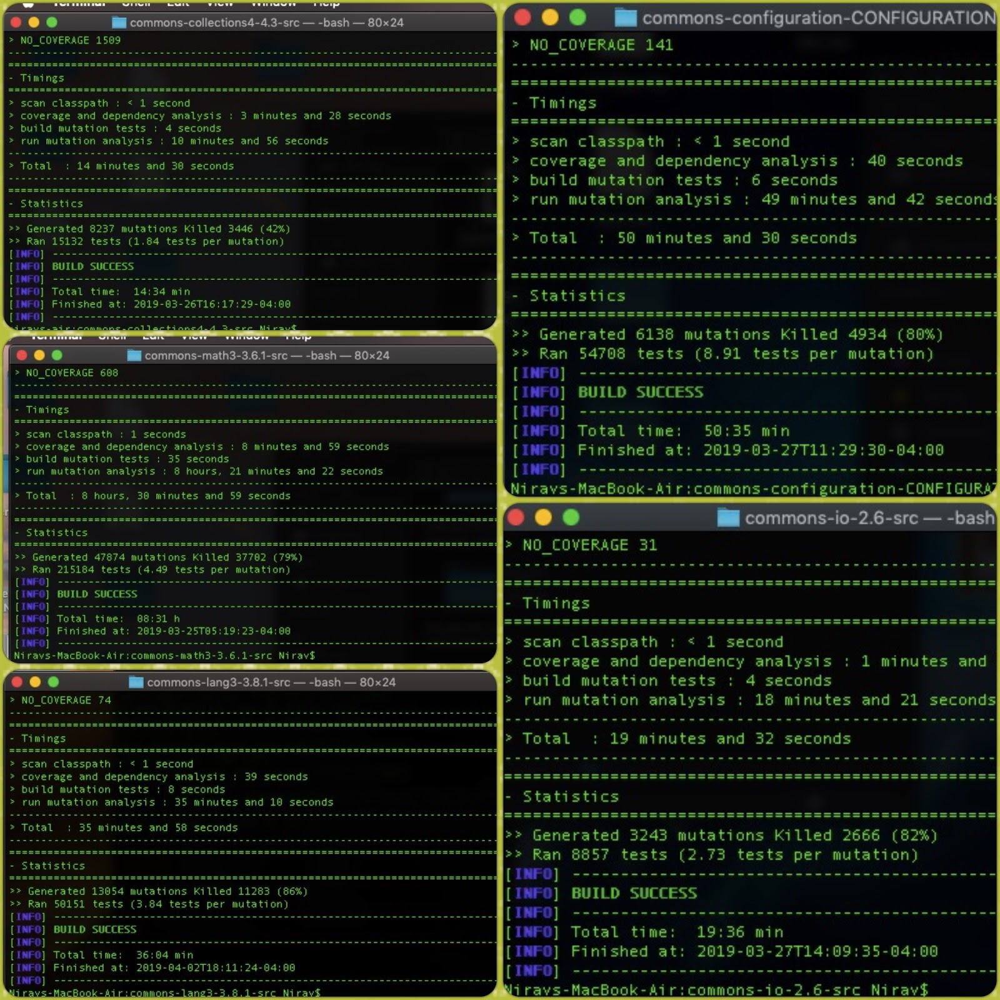 Shell Edit View Window Help
commons-collections4-4.3-src — -bash — 80×24
> NO_COVERAGE 1509
--------------------------------------------------------------------------------
================================================================================
- Timings
================================================================================
> scan classpath : < 1 second
> coverage and dependency analysis : 3 minutes and 28 seconds
> build mutation tests : 4 seconds
> run mutation analysis : 10 minutes and 56 seconds
--------------------------------------------------------------------------------
> Total  : 14 minutes and 30 seconds
--------------------------------------------------------------------------------
================================================================================
- Statistics
================================================================================
>> Generated 8237 mutations Killed 3446 (42%)
>> Ran 15132 tests (1.84 tests per mutation)
[INFO] ------------------------------------------------------------------------
[INFO] BUILD SUCCESS
[INFO] ------------------------------------------------------------------------
[INFO] Total time:  14:34 min
[INFO] Finished at: 2019-03-26T16:17:29-04:00
[INFO] ------------------------------------------------------------------------
niravs-air:commons-collections4-4.3-src Nirav$
Terminal Shell Edit View Window Help
commons-math3-3.6.1-src — -bash — 80×24
> NO_COVERAGE 608
--------------------------------------------------------------------------------
================================================================================
- Timings
================================================================================
> scan classpath : 1 seconds
> coverage and dependency analysis : 8 minutes and 59 seconds
> build mutation tests : 35 seconds
> run mutation analysis : 8 hours, 21 minutes and 22 seconds
--------------------------------------------------------------------------------
> Total  : 8 hours, 30 minutes and 59 seconds
--------------------------------------------------------------------------------
================================================================================
- Statistics
================================================================================
>> Generated 47874 mutations Killed 37702 (79%)
>> Ran 215184 tests (4.49 tests per mutation)
[INFO] ------------------------------------------------------------------------
[INFO] BUILD SUCCESS
[INFO] ------------------------------------------------------------------------
[INFO] Total time:  08:31 h
[INFO] Finished at: 2019-03-25T05:19:23-04:00
[INFO] ------------------------------------------------------------------------
Niravs-MacBook-Air:commons-math3-3.6.1-src Nirav$
commons-lang3-3.8.1-src — -bash — 80×24
> NO_COVERAGE 74
--------------------------------------------------------------------------------
================================================================================
- Timings
================================================================================
> scan classpath : < 1 second
> coverage and dependency analysis : 39 seconds
> build mutation tests : 8 seconds
> run mutation analysis : 35 minutes and 10 seconds
--------------------------------------------------------------------------------
> Total  : 35 minutes and 58 seconds
--------------------------------------------------------------------------------
================================================================================
- Statistics
================================================================================
>> Generated 13054 mutations Killed 11283 (86%)
>> Ran 50151 tests (3.84 tests per mutation)
[INFO] ------------------------------------------------------------------------
[INFO] BUILD SUCCESS
[INFO] ------------------------------------------------------------------------
[INFO] Total time:  36:04 min
[INFO] Finished at: 2019-04-02T18:11:24-04:00
[INFO] ------------------------------------------------------------------------
Niravs-MacBook-Air:commons-lang3-3.8.1-src Nirav$
commons-configuration-CONFIGURATION
> NO_COVERAGE 141
--------------------------------------------------
==================================================
- Timings
==================================================
> scan classpath : < 1 second
> coverage and dependency analysis : 40 seconds
> build mutation tests : 6 seconds
> run mutation analysis : 49 minutes and 42 seconds
--------------------------------------------------
> Total  : 50 minutes and 30 seconds
--------------------------------------------------
==================================================
- Statistics
==================================================
>> Generated 6138 mutations Killed 4934 (80%)
>> Ran 54708 tests (8.91 tests per mutation)
[INFO] -------------------------------------------
[INFO] BUILD SUCCESS
[INFO] -------------------------------------------
[INFO] Total time:  50:35 min
[INFO] Finished at: 2019-03-27T11:29:30-04:00
[INFO] -------------------------------------------
Niravs-MacBook-Air:commons-configuration-CONFIGURAT
commons-io-2.6-src — -bash
> NO_COVERAGE 31
--------------------------------------------------
==================================================
- Timings
==================================================
> scan classpath : < 1 second
> coverage and dependency analysis : 1 minutes and
> build mutation tests : 4 seconds
> run mutation analysis : 18 minutes and 21 seconds
--------------------------------------------------
> Total  : 19 minutes and 32 seconds
--------------------------------------------------
==================================================
- Statistics
==================================================
>> Generated 3243 mutations Killed 2666 (82%)
>> Ran 8857 tests (2.73 tests per mutation)
[INFO] -------------------------------------------
[INFO] BUILD SUCCESS
[INFO] -------------------------------------------
[INFO] Total time:  19:36 min
[INFO] Finished at: 2019-03-27T14:09:35-04:00
[INFO] -------------------------------------------
Niravs-MacBook-Air:commons-io-2.6-src Nirav$